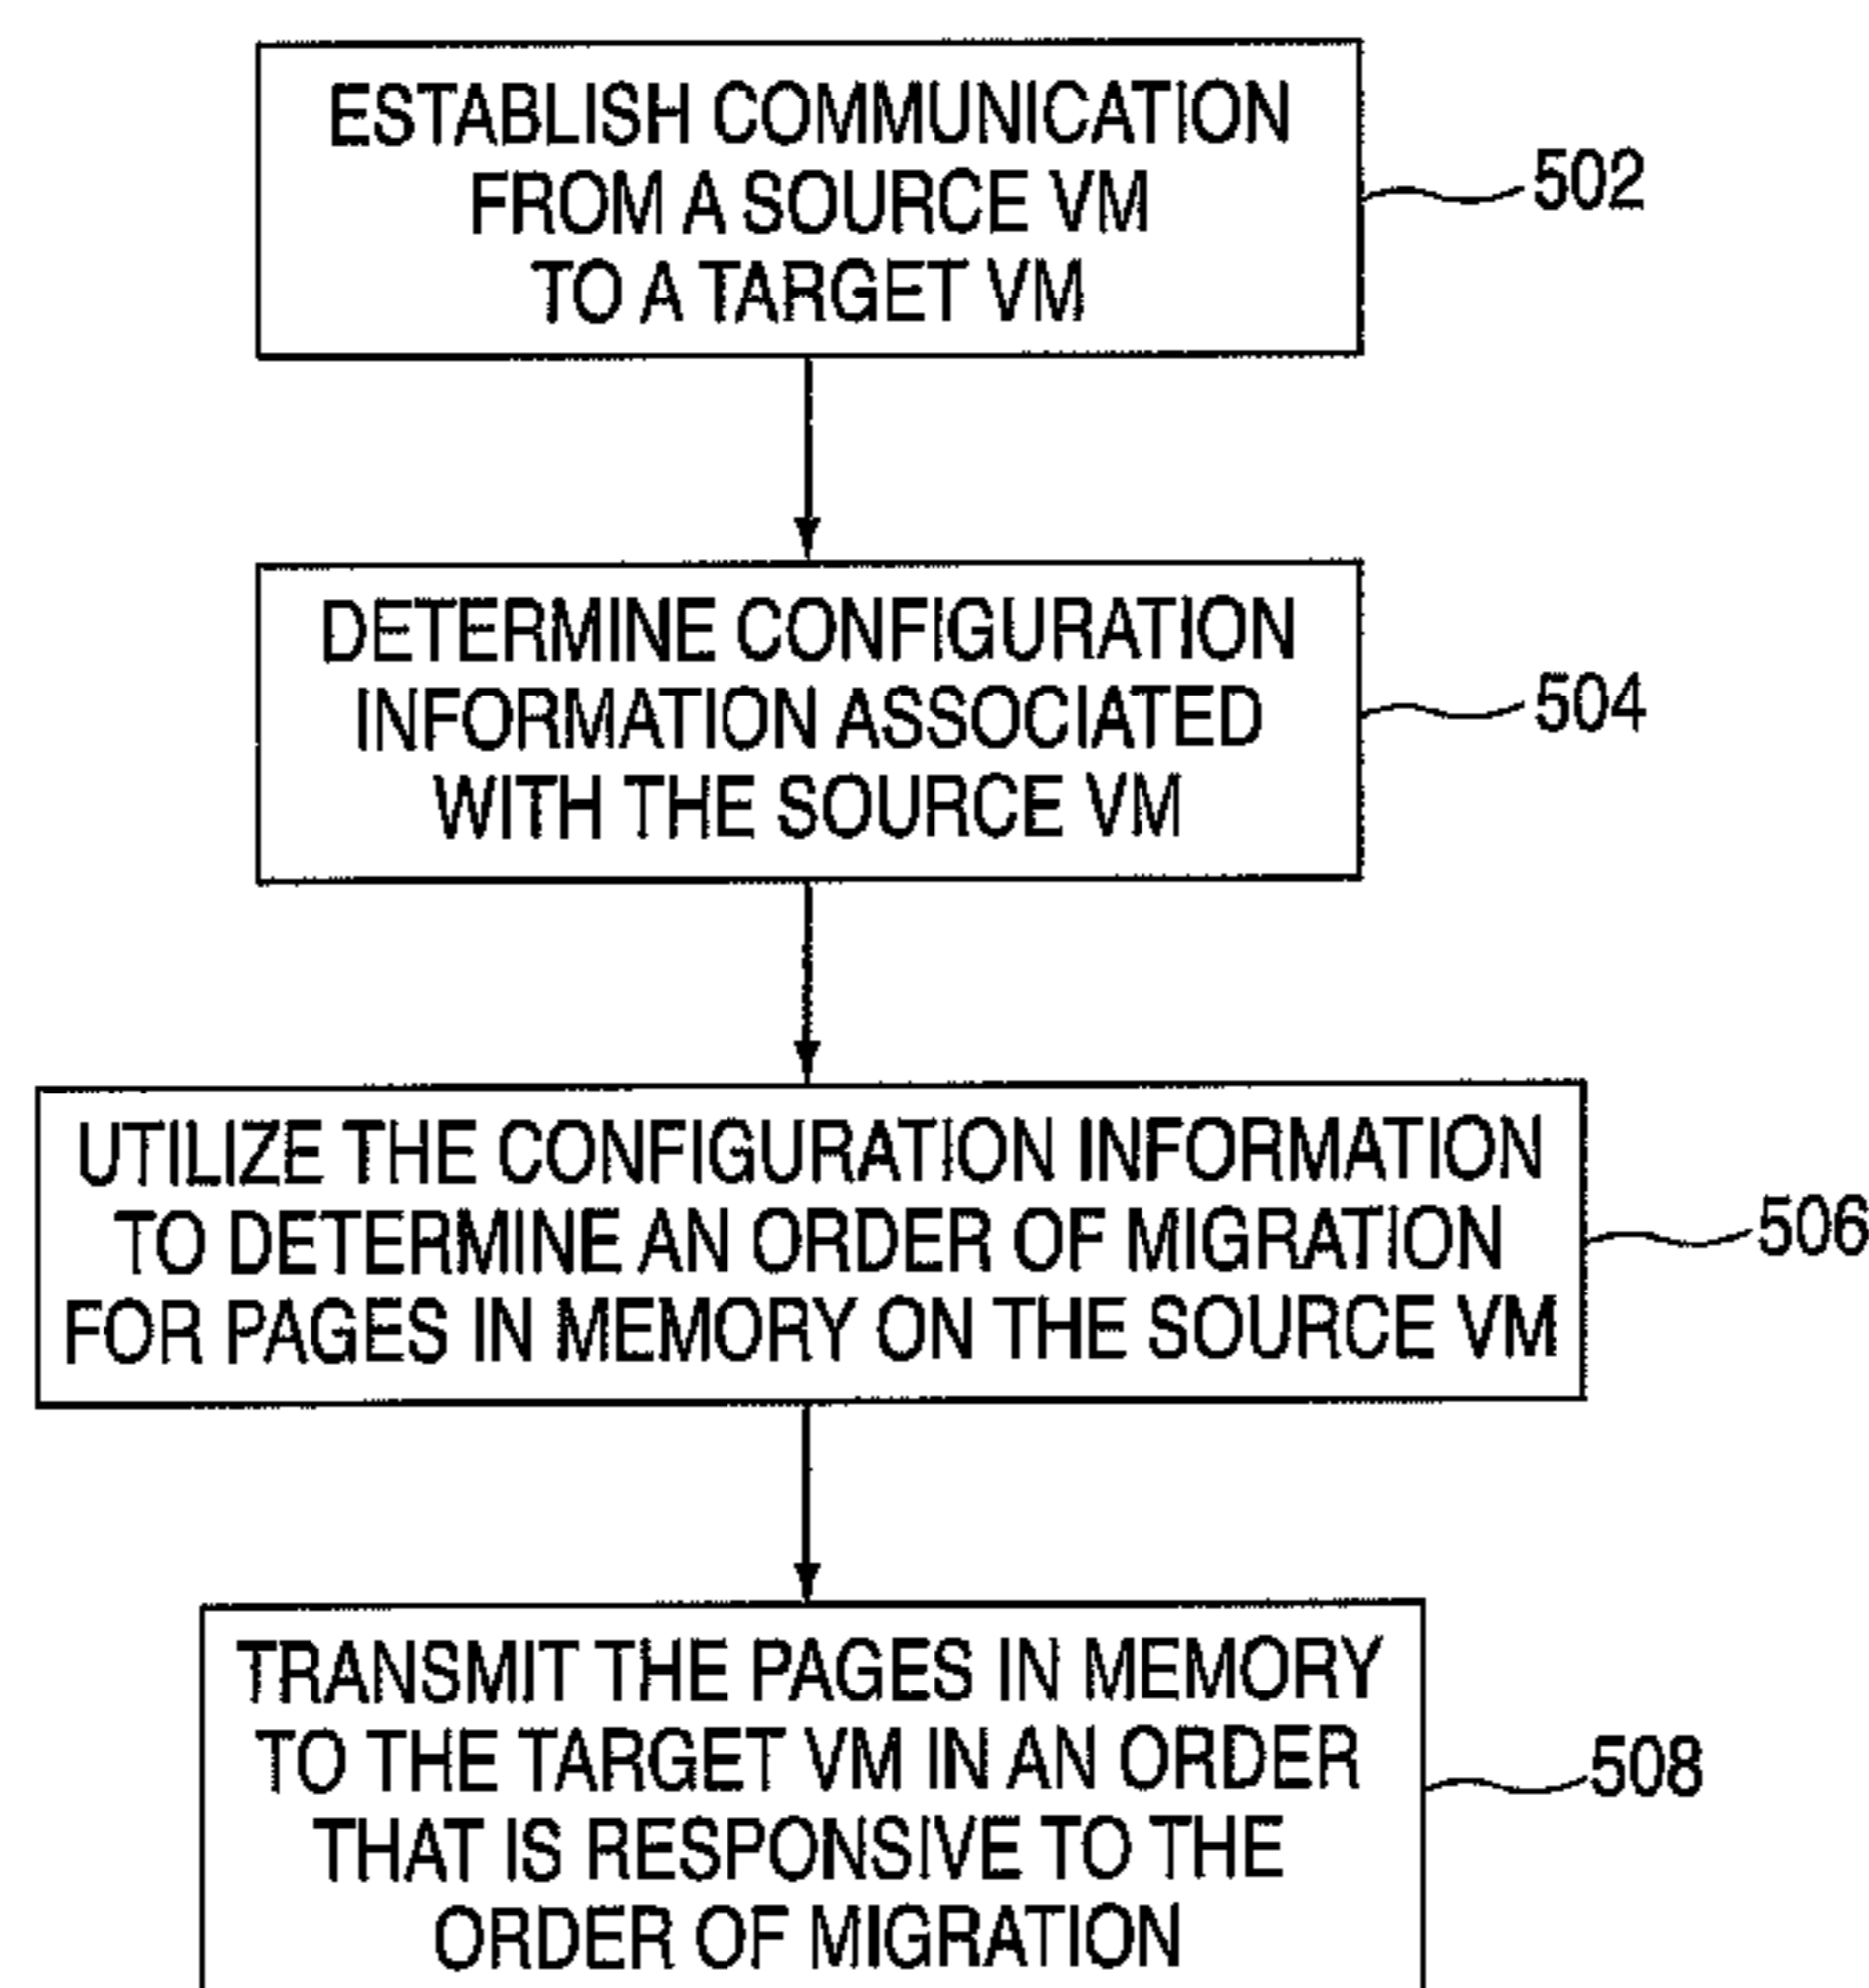 ESTABLISH COMMUNICATION
FROM A SOURCE VM
TO A TARGET VM
502
DETERMINE CONFIGURATION
INFORMATION ASSOCIATED
WITH THE SOURCE VM
504
UTILIZE THE CONFIGURATION INFORMATION
TO DETERMINE AN ORDER OF MIGRATION
FOR PAGES IN MEMORY ON THE SOURCE VM
506
TRANSMIT THE PAGES IN MEMORY
TO THE TARGET VM IN AN ORDER
THAT IS RESPONSIVE TO THE
ORDER OF MIGRATION
508